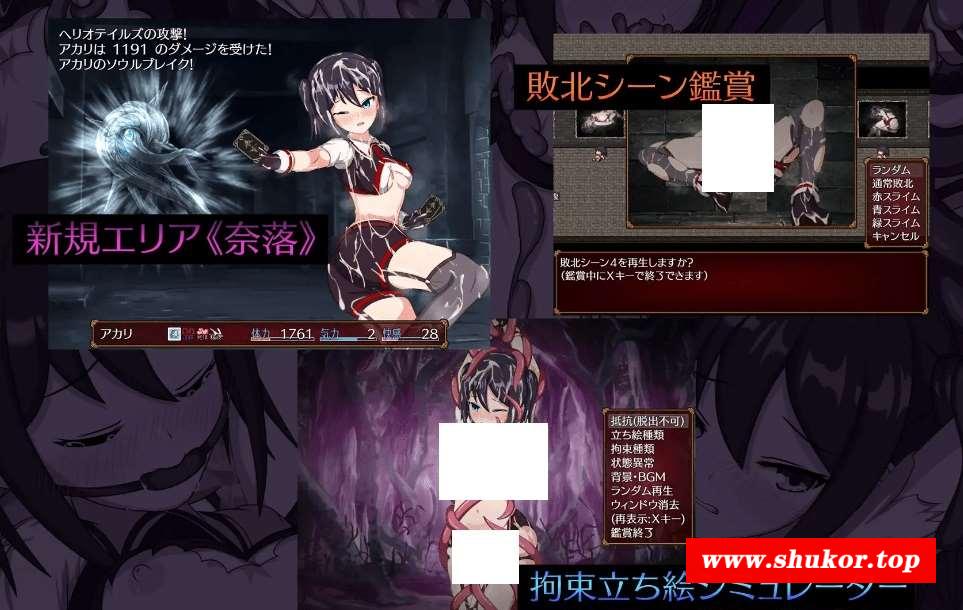 ヘリオテイルズの攻撃!
アカリは 1191 のダメージを受けた!
アカリのソウルブレイク!
新規エリア《奈落》
アカリ 体力 1761 気力 2 快感 28
敗北シーン鑑賞
ランダム
通常敗北
赤スライム
青スライム
緑スライム
キャンセル
敗北シーン4を再生しますか?
(鑑賞中にXキーで終了できます)
抵抗(脱出不可)
立ち絵種類
拘束種類
状態異常
背景・BGM
ランダム再生
ウィンドウ消去
(再表示:Xキー)
鑑賞終了
www.shukor.top
拘束立ち絵シミュレーター